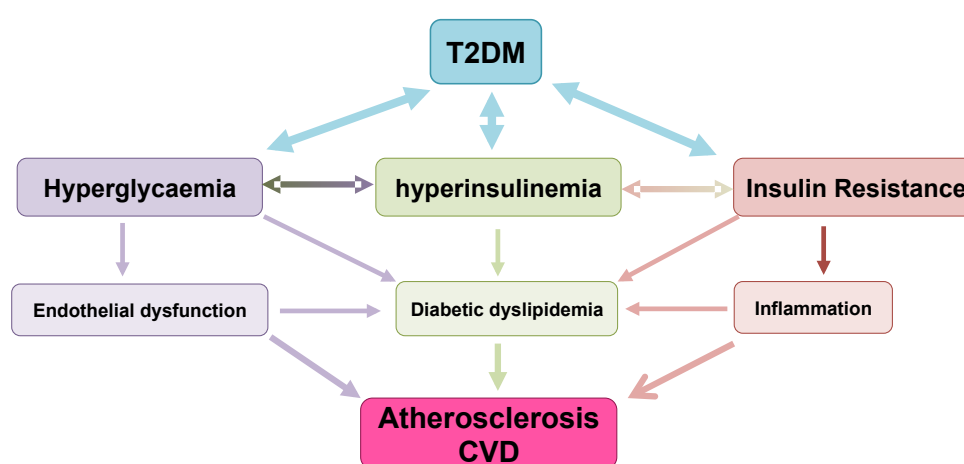 T2DM
Hyperglycaemia
hyperinsulinemia
Insulin Resistance
Endothelial dysfunction
Diabetic dyslipidemia
Inflammation
Atherosclerosis
CVD